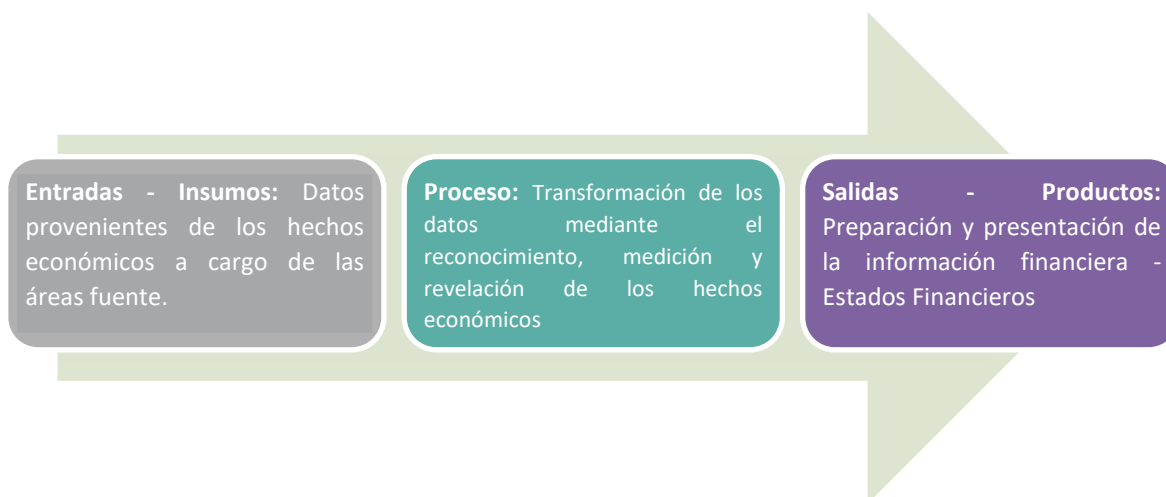 Entradas - Insumos: Datos
provenientes de los hechos
económicos a cargo de las
áreas fuente.
Proceso: Transformación de los
datos mediante el
reconocimiento, medición y
revelación de los hechos
económicos
Salidas - Productos:
Preparación y presentación de
la información financiera -
Estados Financieros